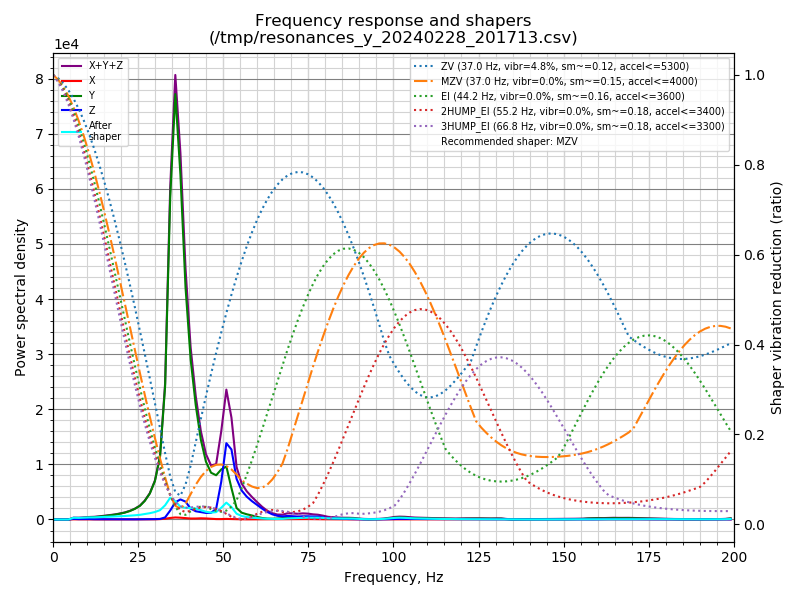 Frequency response and shapers
(/tmp/resonances_y_20240228_201713.csv)
1e4
X+Y+Z
X
Y
Z
After
shaper
ZV (37.0 Hz, vibr=4.8%, sm~=0.12, accel<=5300)
MZV (37.0 Hz, vibr=0.0%, sm~=0.15, accel<=4000)
EI (44.2 Hz, vibr=0.0%, sm~=0.16, accel<=3600)
2HUMP_EI (55.2 Hz, vibr=0.0%, sm~=0.18, accel<=3400)
3HUMP_EI (66.8 Hz, vibr=0.0%, sm~=0.18, accel<=3300)
Recommended shaper: MZV
8
7
6
5
4
3
2
1
0
Power spectral density
1.0
0.8
0.6
0.4
0.2
0.0
Shaper vibration reduction (ratio)
0 25 50 75 100 125 150 175 200
Frequency, Hz